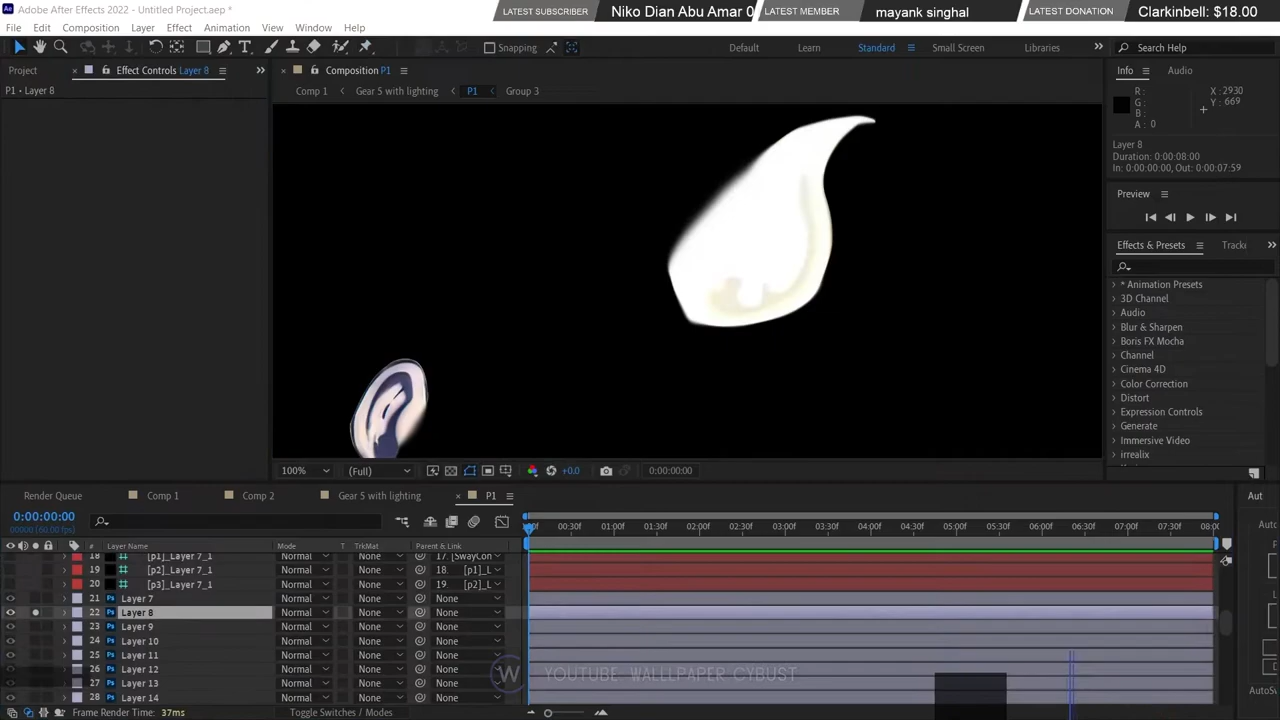 Adobe After Effects 2022 - Untitled Project.aep *
LATEST SUBSCRIBER Niko Dian Abu Amar 0 LATEST MEMBER mayank singhal LATEST DONATION Clarkinbell: $18.00
File Edit Composition Layer Effect Animation View Window Help
Snapping Default Learn Standard Small Screen Libraries Search Help
Project Effect Controls Layer 8 Composition P1 Info Audio
P1 • Layer 8
Comp 1 Gear 5 with lighting P1 Group 3
R: X: 2930
G: Y: 669
B:
A: 0
Layer 8
Duration: 0:00:08:00
In: 0:00:00:00, Out: 0:00:07:59
Preview
Effects & Presets
* Animation Presets
3D Channel
Audio
Blur & Sharpen
Boris FX Mocha
Channel
Cinema 4D
Color Correction
Distort
Expression Controls
Generate
Immersive Video
irrealix
100% (Full) +0.0 0:00:00:00
Render Queue Comp 1 Comp 2 Gear 5 with lighting P1
0:00:00:00
00000 (60.00 fps)
00:30f 01:00f 01:30f 02:00f 02:30f 03:00f 03:30f 04:00f 04:30f 05:00f 05:30f 06:00f 06:30f 07:00f 07:30f
# Layer Name Mode T TrkMat Parent & Link
18 [p1]_Layer 7_1 Normal None 17. [SwayCon
19 [p2]_Layer 7_1 Normal None 18. [p1]_L
20 [p3]_Layer 7_1 Normal None 19 [p2]_L
21 Layer 7 Normal None None
22 Layer 8 Normal None None
23 Layer 9 Normal None None
24 Layer 10 Normal None None
25 Layer 11 Normal None None
26 Layer 12 Normal None None
27 Layer 13 Normal None None
28 Layer 14 Normal None None
W YOUTUBE: WALLLPAPER CYBUST
Frame Render Time: 37ms Toggle Switches / Modes